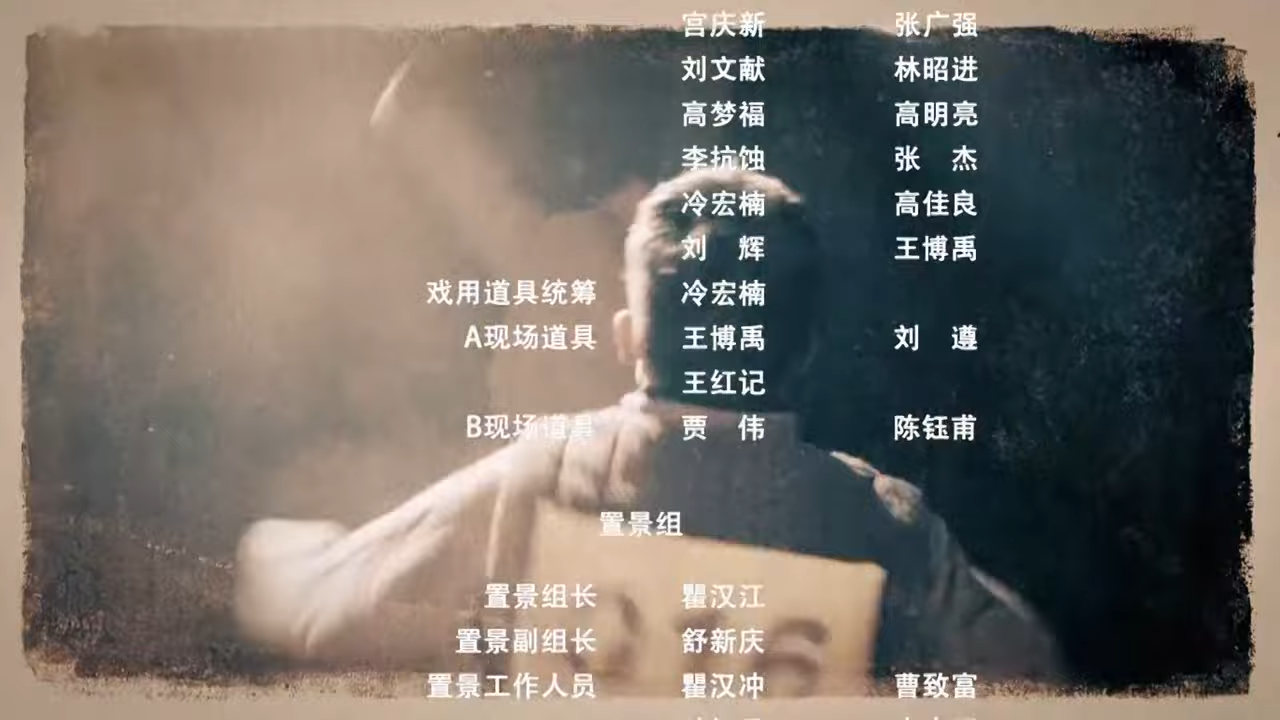 宫庆新 张广强
刘文献 林昭进
高梦福 高明亮
李抗蚀 张 杰
冷宏楠 高佳良
刘 辉 王博禹
戏用道具统筹 冷宏楠
A现场道具 王博禹 刘 遵
王红记
B现场道具 贾 伟 陈钰甫
置景组
置景组长 瞿汉江
置景副组长 舒新庆
置景工作人员 瞿汉冲 曹致富